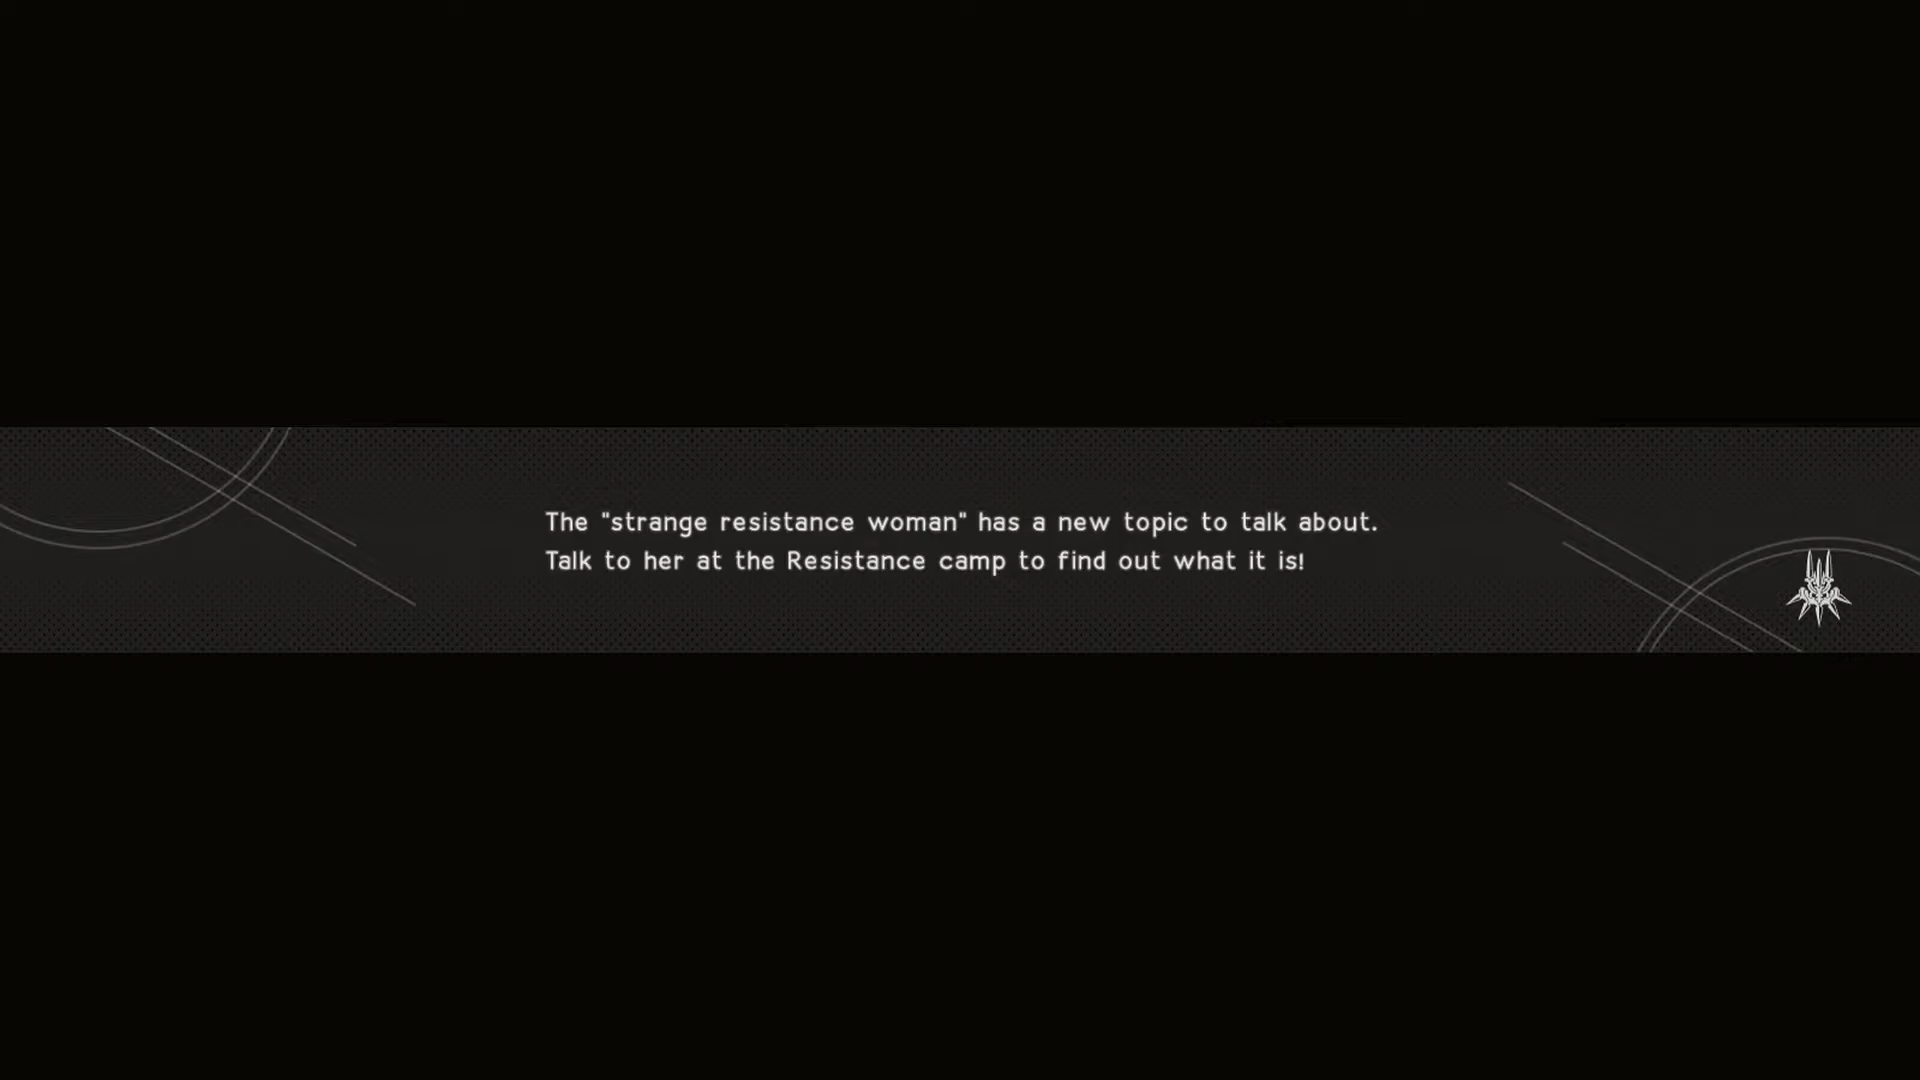 The "strange resistance woman" has a new topic to talk about.
Talk to her at the Resistance camp to find out what it is!